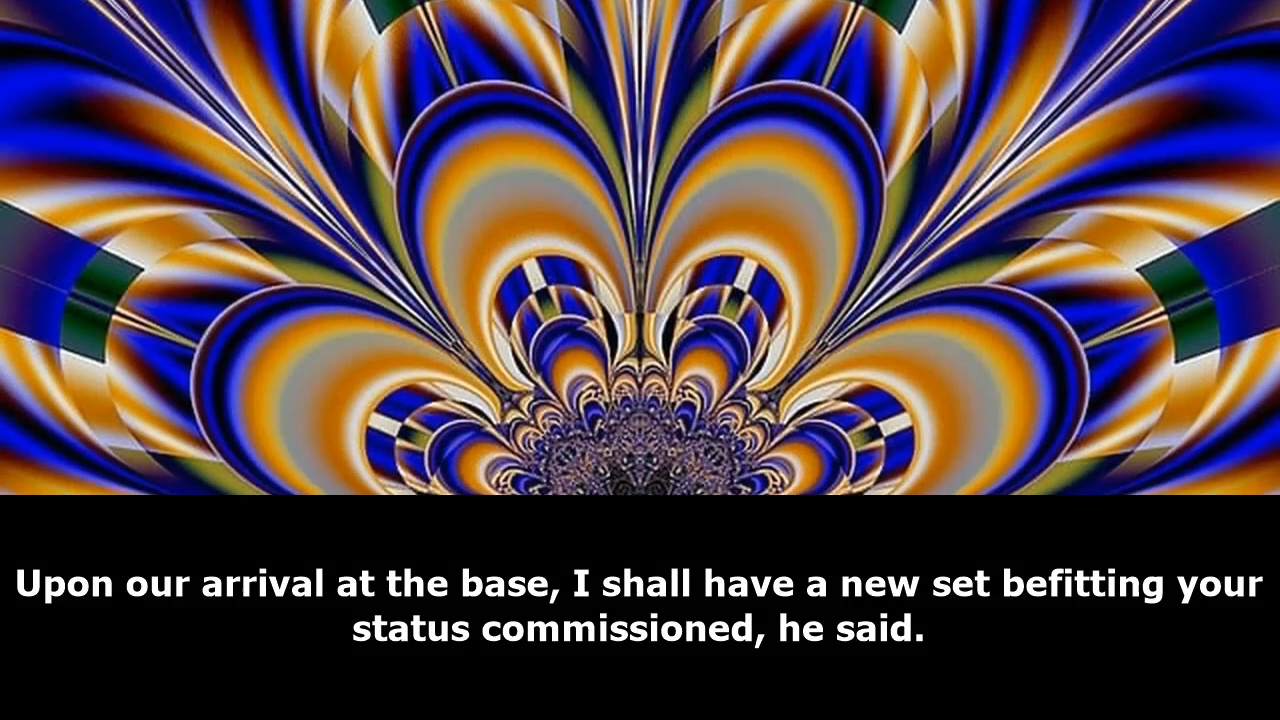 Upon our arrival at the base, I shall have a new set befitting your
status commissioned, he said.